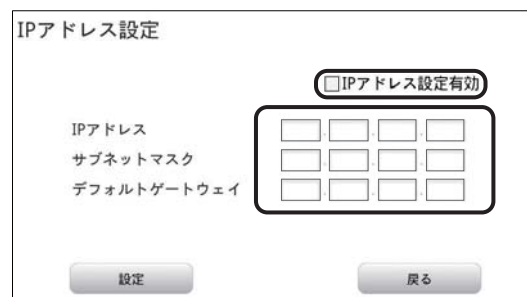 IPアドレス設定
□IPアドレス設定有効
IPアドレス
サブネットマスク
デフォルトゲートウェイ
設定
戻る